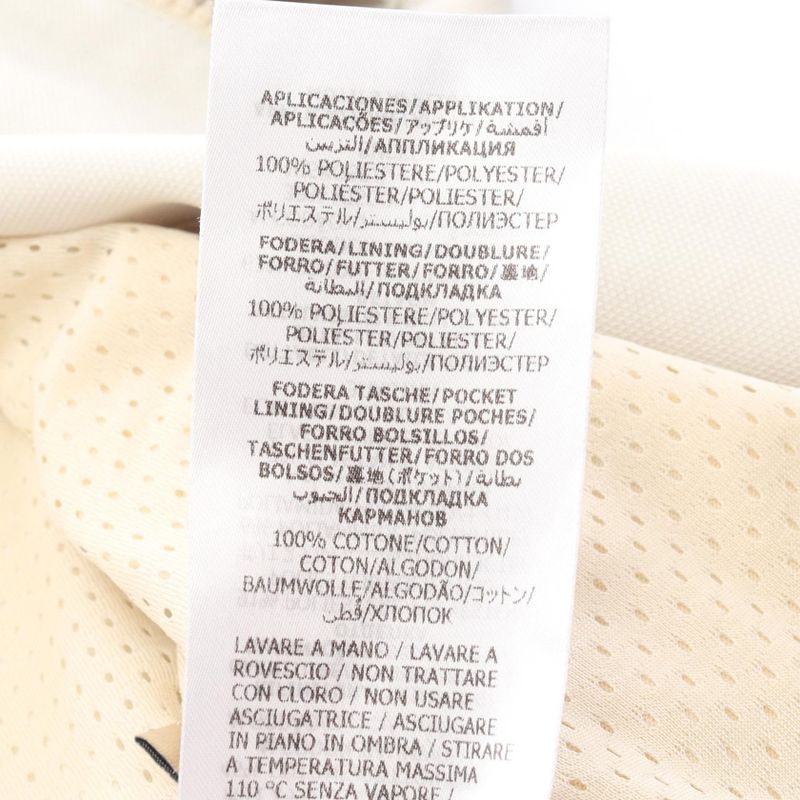 APLICACIONES/APPLIKATION/
APLICACÕES/アップリケ/أقمشة
التزيين/АППЛИКАЦИЯ
100% POLIESTERE/POLYESTER/
POLIÉSTER/POLIESTER/
ポリエステル/بوليستر/ПОЛИЭСТЕР
FODERA/LINING/DOUBLURE/
FORRO/FUTTER/FORRO/裏地/
البطانة/ПОДКЛАДКА
100% POLIESTERE/POLYESTER/
POLIÉSTER/POLIESTER/
ポリエステル/بوليستر/ПОЛИЭСТЕР
FODERA TASCHE/POCKET
LINING/DOUBLURE POCHES/
FORRO BOLSILLOS/
TASCHENFUTTER/FORRO DOS
BOLSOS/裏地(ポケット)/بطانة
الجيوب/ПОДКЛАДКА
КАРМАНОВ
100% COTONE/COTTON/
COTON/ALGODON/
BAUMWOLLE/ALGODÃO/コットン/
قطن/ХЛОПОК
LAVARE A MANO / LAVARE A
ROVESCIO / NON TRATTARE
CON CLORO / NON USARE
ASCIUGATRICE / ASCIUGARE
IN PIANO IN OMBRA / STIRARE
A TEMPERATURA MASSIMA
110 °C SENZA VAPORE /